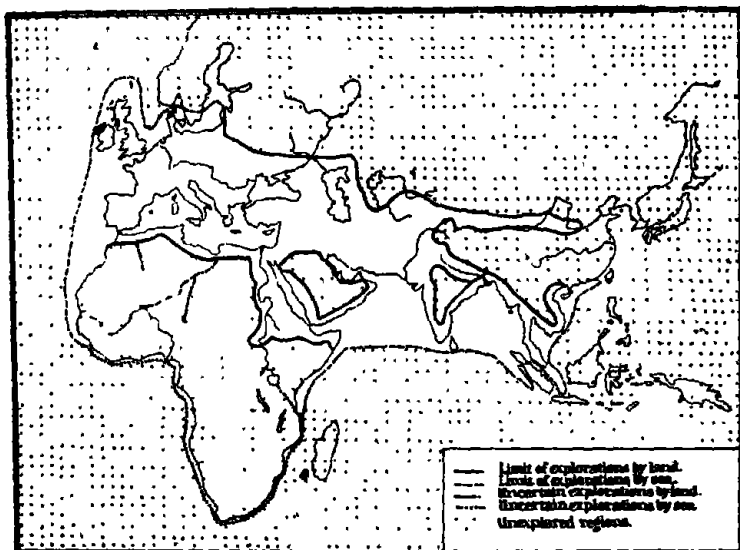 Limit of explorations by land.
Limit of explorations by sea.
Uncertain explorations by land.
Uncertain explorations by sea.
Unexplored regions.